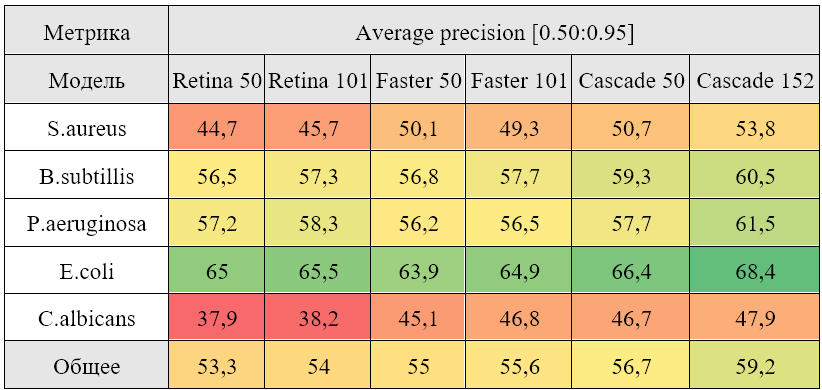 Метрика Average precision [0.50:0.95]
Модель Retina 50 Retina 101 Faster 50 Faster 101 Cascade 50 Cascade 152
S.aureus 44,7 45,7 50,1 49,3 50,7 53,8
B.subtillis 56,5 57,3 56,8 57,7 59,3 60,5
P.aeruginosa 57,2 58,3 56,2 56,5 57,7 61,5
E.coli 65 65,5 63,9 64,9 66,4 68,4
C.albicans 37,9 38,2 45,1 46,8 46,7 47,9
Общее 53,3 54 55 55,6 56,7 59,2